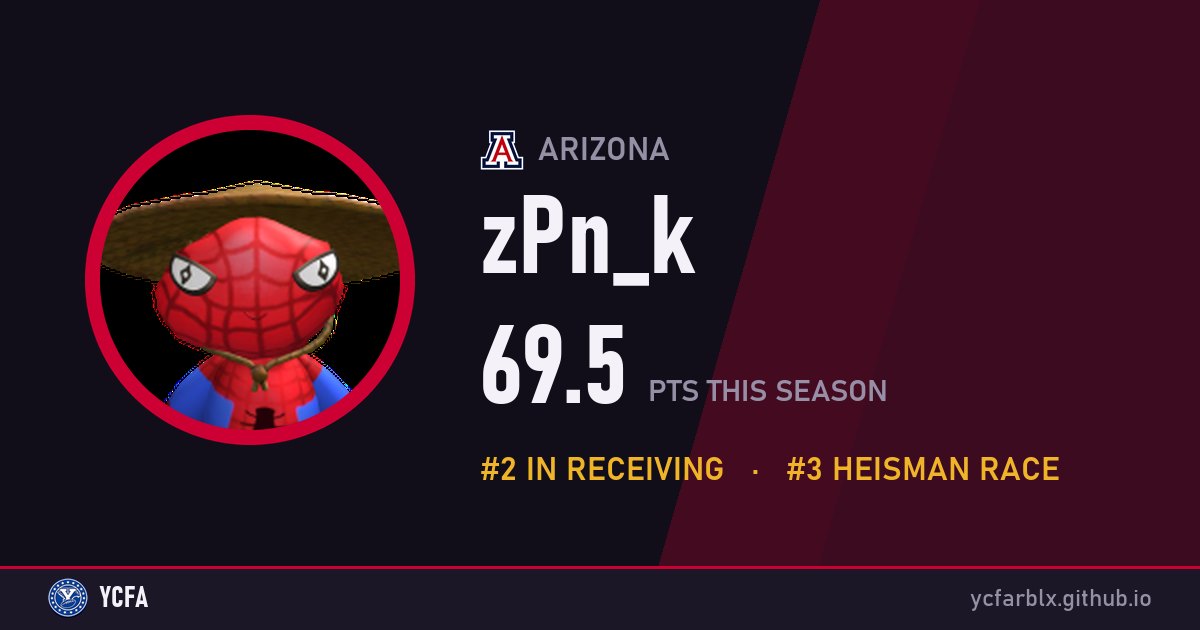 A ARIZONA
zPn_k
69.5 PTS THIS SEASON
#2 IN RECEIVING · #3 HEISMAN RACE
YCFA
ycfarblx.github.io